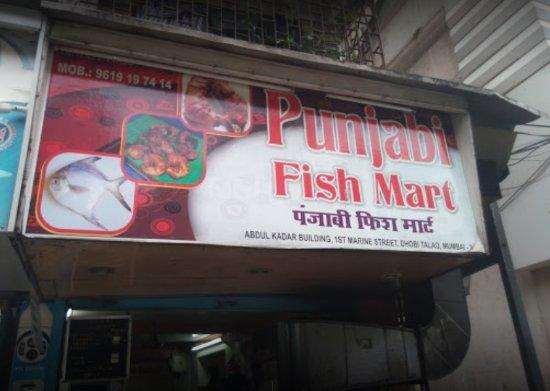 MOB.: 9619 19 74 14
Punjabi
Fish Mart
पंजाबी फिश मार्ट
ABDUL KADAR BUILDING, 1ST MARINE STREET, DHOBI TALAO, MUMBAI -